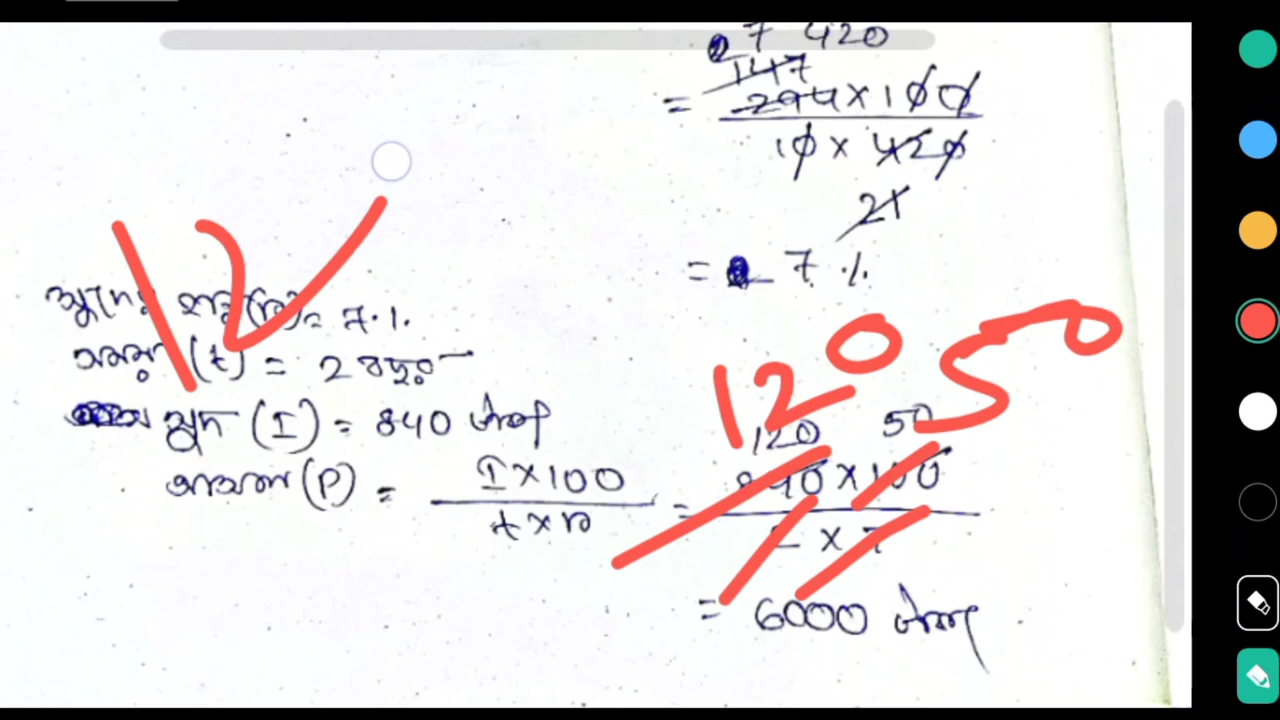 7 420
147
= 294 × 100
10 × 420
21
= 7 %
12
সুদের হার (r) = 7%
সময় (t) = 2 বছর
সুদ (I) = 840 টাকা
আসল (P) = I × 100
t × r
120 50
120 50
= 840 × 100
2 × 7
= 6000 টাকা